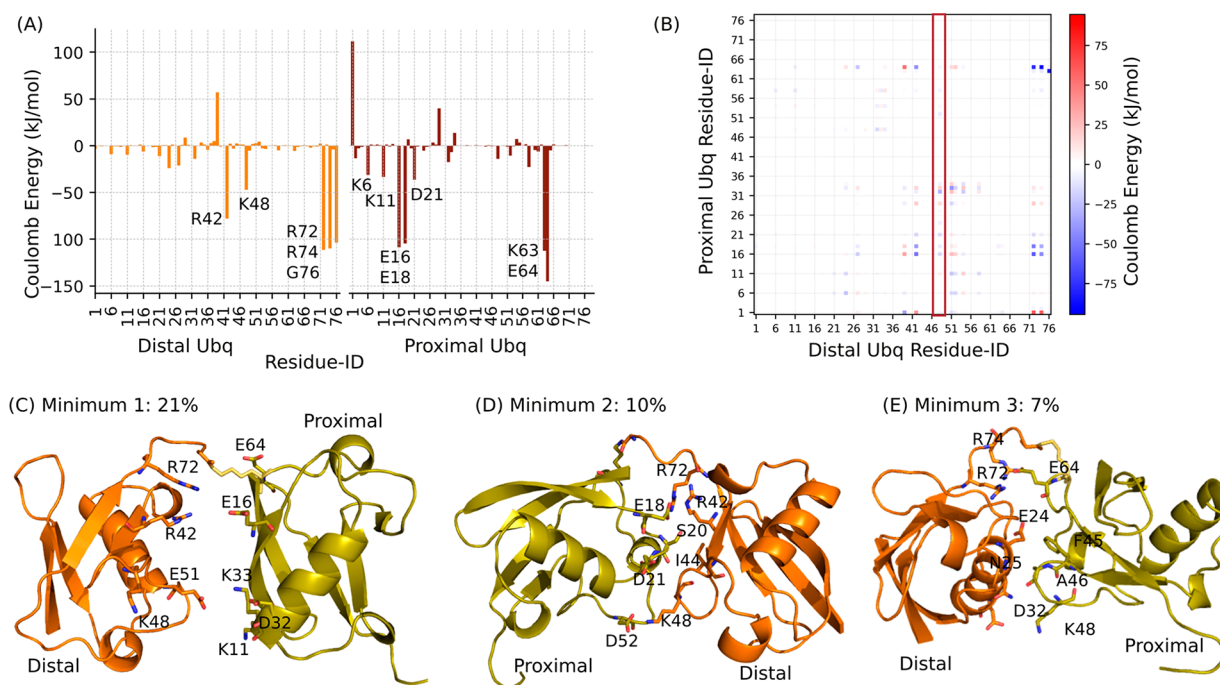 (A)
Coulomb Energy (kJ/mol)
100
50
0
−50
−100
−150
R42
K48
R72
R74
G76
K6
K11
D21
E16
E18
K63
E64
1 6 11 16 21 26 31 36 41 46 51 56 61 66 71 76
1 6 11 16 21 26 31 36 41 46 51 56 61 66 71 76
Distal Ubq
Proximal Ubq
Residue-ID
(B)
Proximal Ubq Residue-ID
76
71
66
61
56
51
46
41
36
31
26
21
16
11
6
1
1 6 11 16 21 26 31 36 41 46 51 56 61 66 71 76
Distal Ubq Residue-ID
75
50
25
0
−25
−50
−75
Coulomb Energy (kJ/mol)
(C) Minimum 1: 21%
Proximal
E64
R72
E16
R42
E51
K33
K48
D32
K11
Distal
(D) Minimum 2: 10%
R72
E18
R42
S20
I44
D21
K48
D52
Proximal
Distal
(E) Minimum 3: 7%
R74
R72
E64
E24
F45
N25
A46
D32
K48
Proximal
Distal